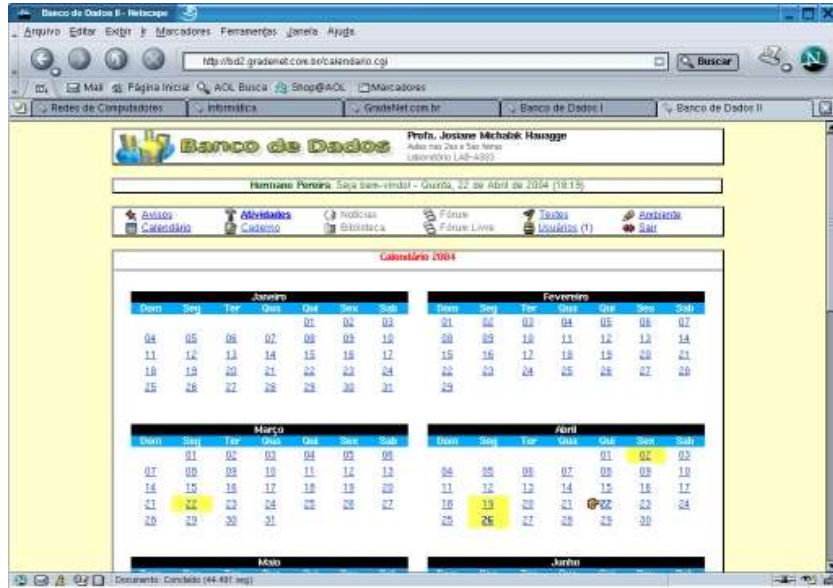 Banco de Dados II - Netscape
Arquivo Editar Exibir Ir Marcadores Ferramentas Janela Ajuda
http://bd2.gradenet.com.br/calendario.cgi Buscar
Mail Página Inicial AOL Busca Shop@AOL Marcadores
Redes de Computadores Informática GradeNet.com.br Banco de Dados I Banco de Dados II
Banco de Dados
Profa. Josiane Michalak Hauagge
Aulas nas 2as e 5as feiras
Laboratório
Hermano Pereira, Seja bem-vindo! - Quinta, 22 de Abril de 2004 (18:19)
Avisos Atividades Notícias Fórum Textos Ambiente
Calendário Caderno Biblioteca Fórum Livre Usuários (1) Sair
Calendário 2004
Janeiro Fevereiro
Dom Seg Ter Qua Qui Sex Sab Dom Seg Ter Qua Qui Sex Sab
01 02 03 01 02 03 04 05 06 07
04 05 06 07 08 09 10 08 09 10 11 12 13 14
11 12 13 14 15 16 17 15 16 17 18 19 20 21
18 19 20 21 22 23 24 22 23 24 25 26 27 28
25 26 27 28 29 30 31 29
Março Abril
Dom Seg Ter Qua Qui Sex Sab Dom Seg Ter Qua Qui Sex Sab
01 02 03 04 05 06 01 02 03
07 08 09 10 11 12 13 04 05 06 07 08 09 10
14 15 16 17 18 19 20 11 12 13 14 15 16 17
21 22 23 24 25 26 27 18 19 20 21 22 23 24
28 29 30 31 25 26 27 28 29 30
Maio Junho
Documento: Concluído